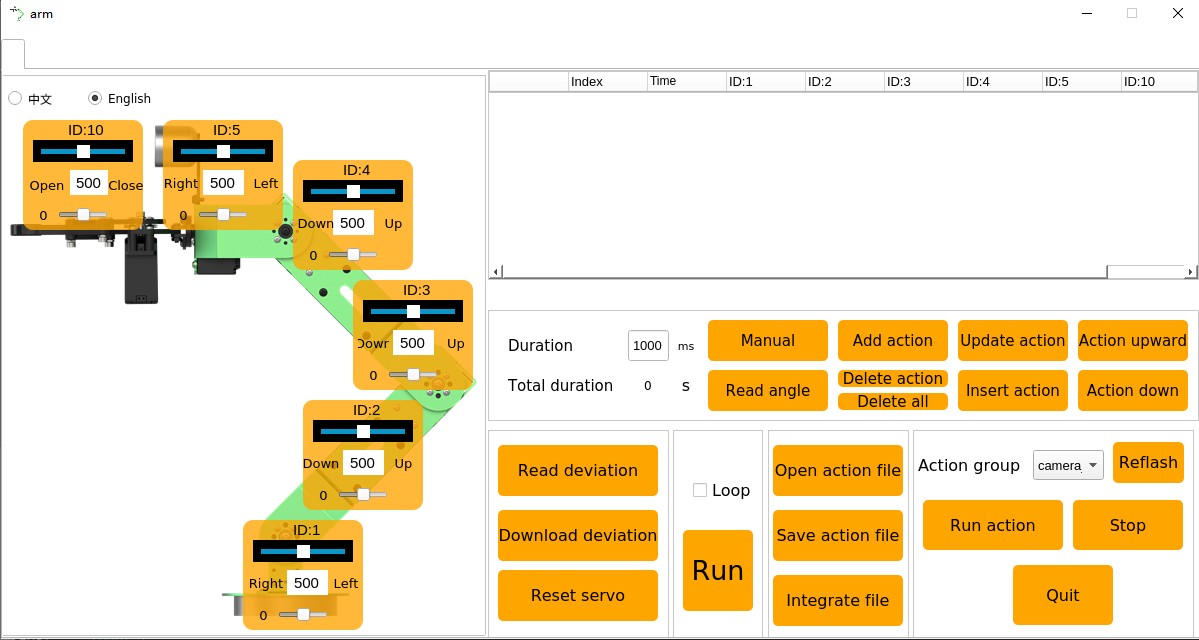 arm
中文 English
Index Time ID:1 ID:2 ID:3 ID:4 ID:5 ID:10
ID:10
Open 500 Close
0
ID:5
Right 500 Left
0
ID:4
Down 500 Up
0
ID:3
Down 500 Up
0
ID:2
Down 500 Up
0
ID:1
Right 500 Left
0
Duration 1000 ms
Total duration 0 s
Manual Add action Update action Action upward
Read angle Delete action Insert action Action down
Delete all
Read deviation
Download deviation
Reset servo
Loop
Run
Open action file
Save action file
Integrate file
Action group camera Reflash
Run action Stop
Quit